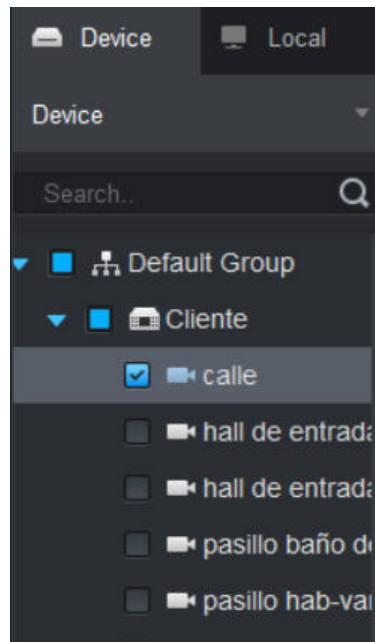 Device Local
Device
Search..
Default Group
Cliente
calle
hall de entrada
hall de entrada
pasillo baño
pasillo hab-va